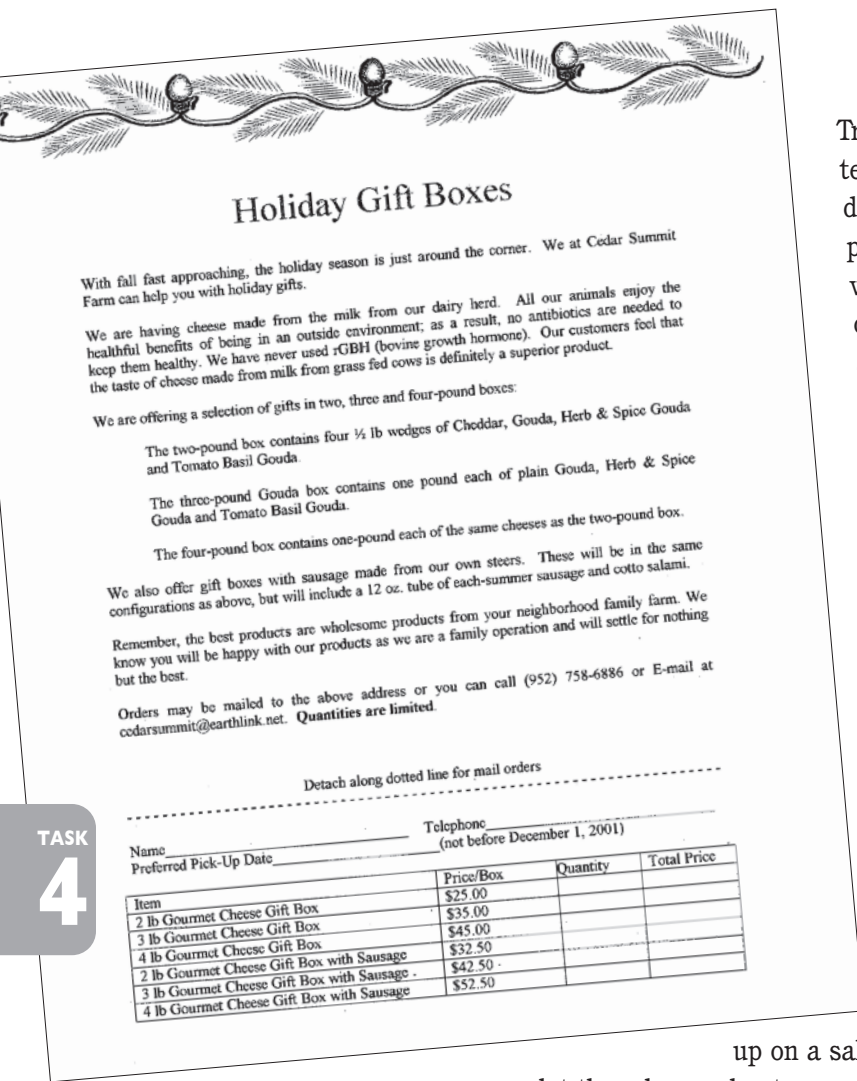 Holiday Gift Boxes
With fall fast approaching, the holiday season is just around the corner. We at Cedar Summit
Farm can help you with holiday gifts.
We are having cheese made from the milk from our dairy herd. All our animals enjoy the
healthful benefits of being in an outside environment; as a result, no antibiotics are needed to
keep them healthy. We have never used rGBH (bovine growth hormone). Our customers feel that
the taste of cheese made from milk from grass fed cows is definitely a superior product.
We are offering a selection of gifts in two, three and four-pound boxes:
The two-pound box contains four ½ lb wedges of Cheddar, Gouda, Herb & Spice Gouda
and Tomato Basil Gouda.
The three-pound Gouda box contains one pound each of plain Gouda, Herb & Spice
Gouda and Tomato Basil Gouda.
The four-pound box contains one-pound each of the same cheeses as the two-pound box.
We also offer gift boxes with sausage made from our own steers. These will be in the same
configurations as above, but will include a 12 oz. tube of each-summer sausage and cotto salami.
Remember, the best products are wholesome products from your neighborhood family farm. We
know you will be happy with our products as we are a family operation and will settle for nothing
but the best.
Orders may be mailed to the above address or you can call (952) 758-6886 or E-mail at
cedarsummit@earthlink.net. Quantities are limited.
Detach along dotted line for mail orders
Name Telephone
Preferred Pick-Up Date (not before December 1, 2001)
Item Price/Box Quantity Total Price
2 lb Gourmet Cheese Gift Box $25.00
3 lb Gourmet Cheese Gift Box $35.00
4 lb Gourmet Cheese Gift Box $45.00
2 lb Gourmet Cheese Gift Box with Sausage $32.50
3 lb Gourmet Cheese Gift Box with Sausage $42.50
4 lb Gourmet Cheese Gift Box with Sausage $52.50
TASK
4
up on a sal